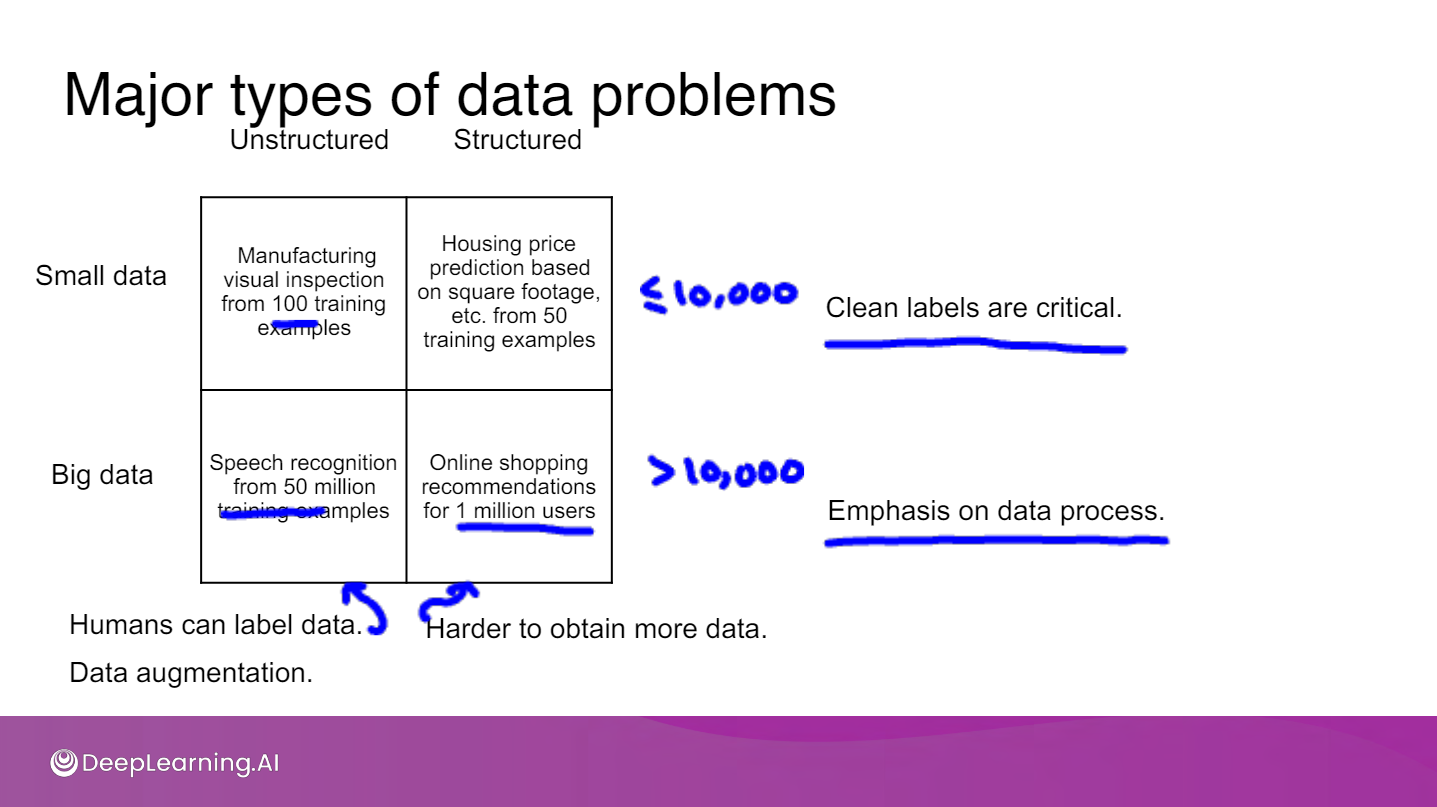 Major types of data problems
Unstructured
Structured
Small data
Manufacturing
visual inspection
from 100 training
examples
Housing price
prediction based
on square footage,
etc. from 50
training examples
≤10,000
Clean labels are critical.
Big data
Speech recognition
from 50 million
training examples
Online shopping
recommendations
for 1 million users
>10,000
Emphasis on data process.
Humans can label data.
Data augmentation.
Harder to obtain more data.
DeepLearning.AI